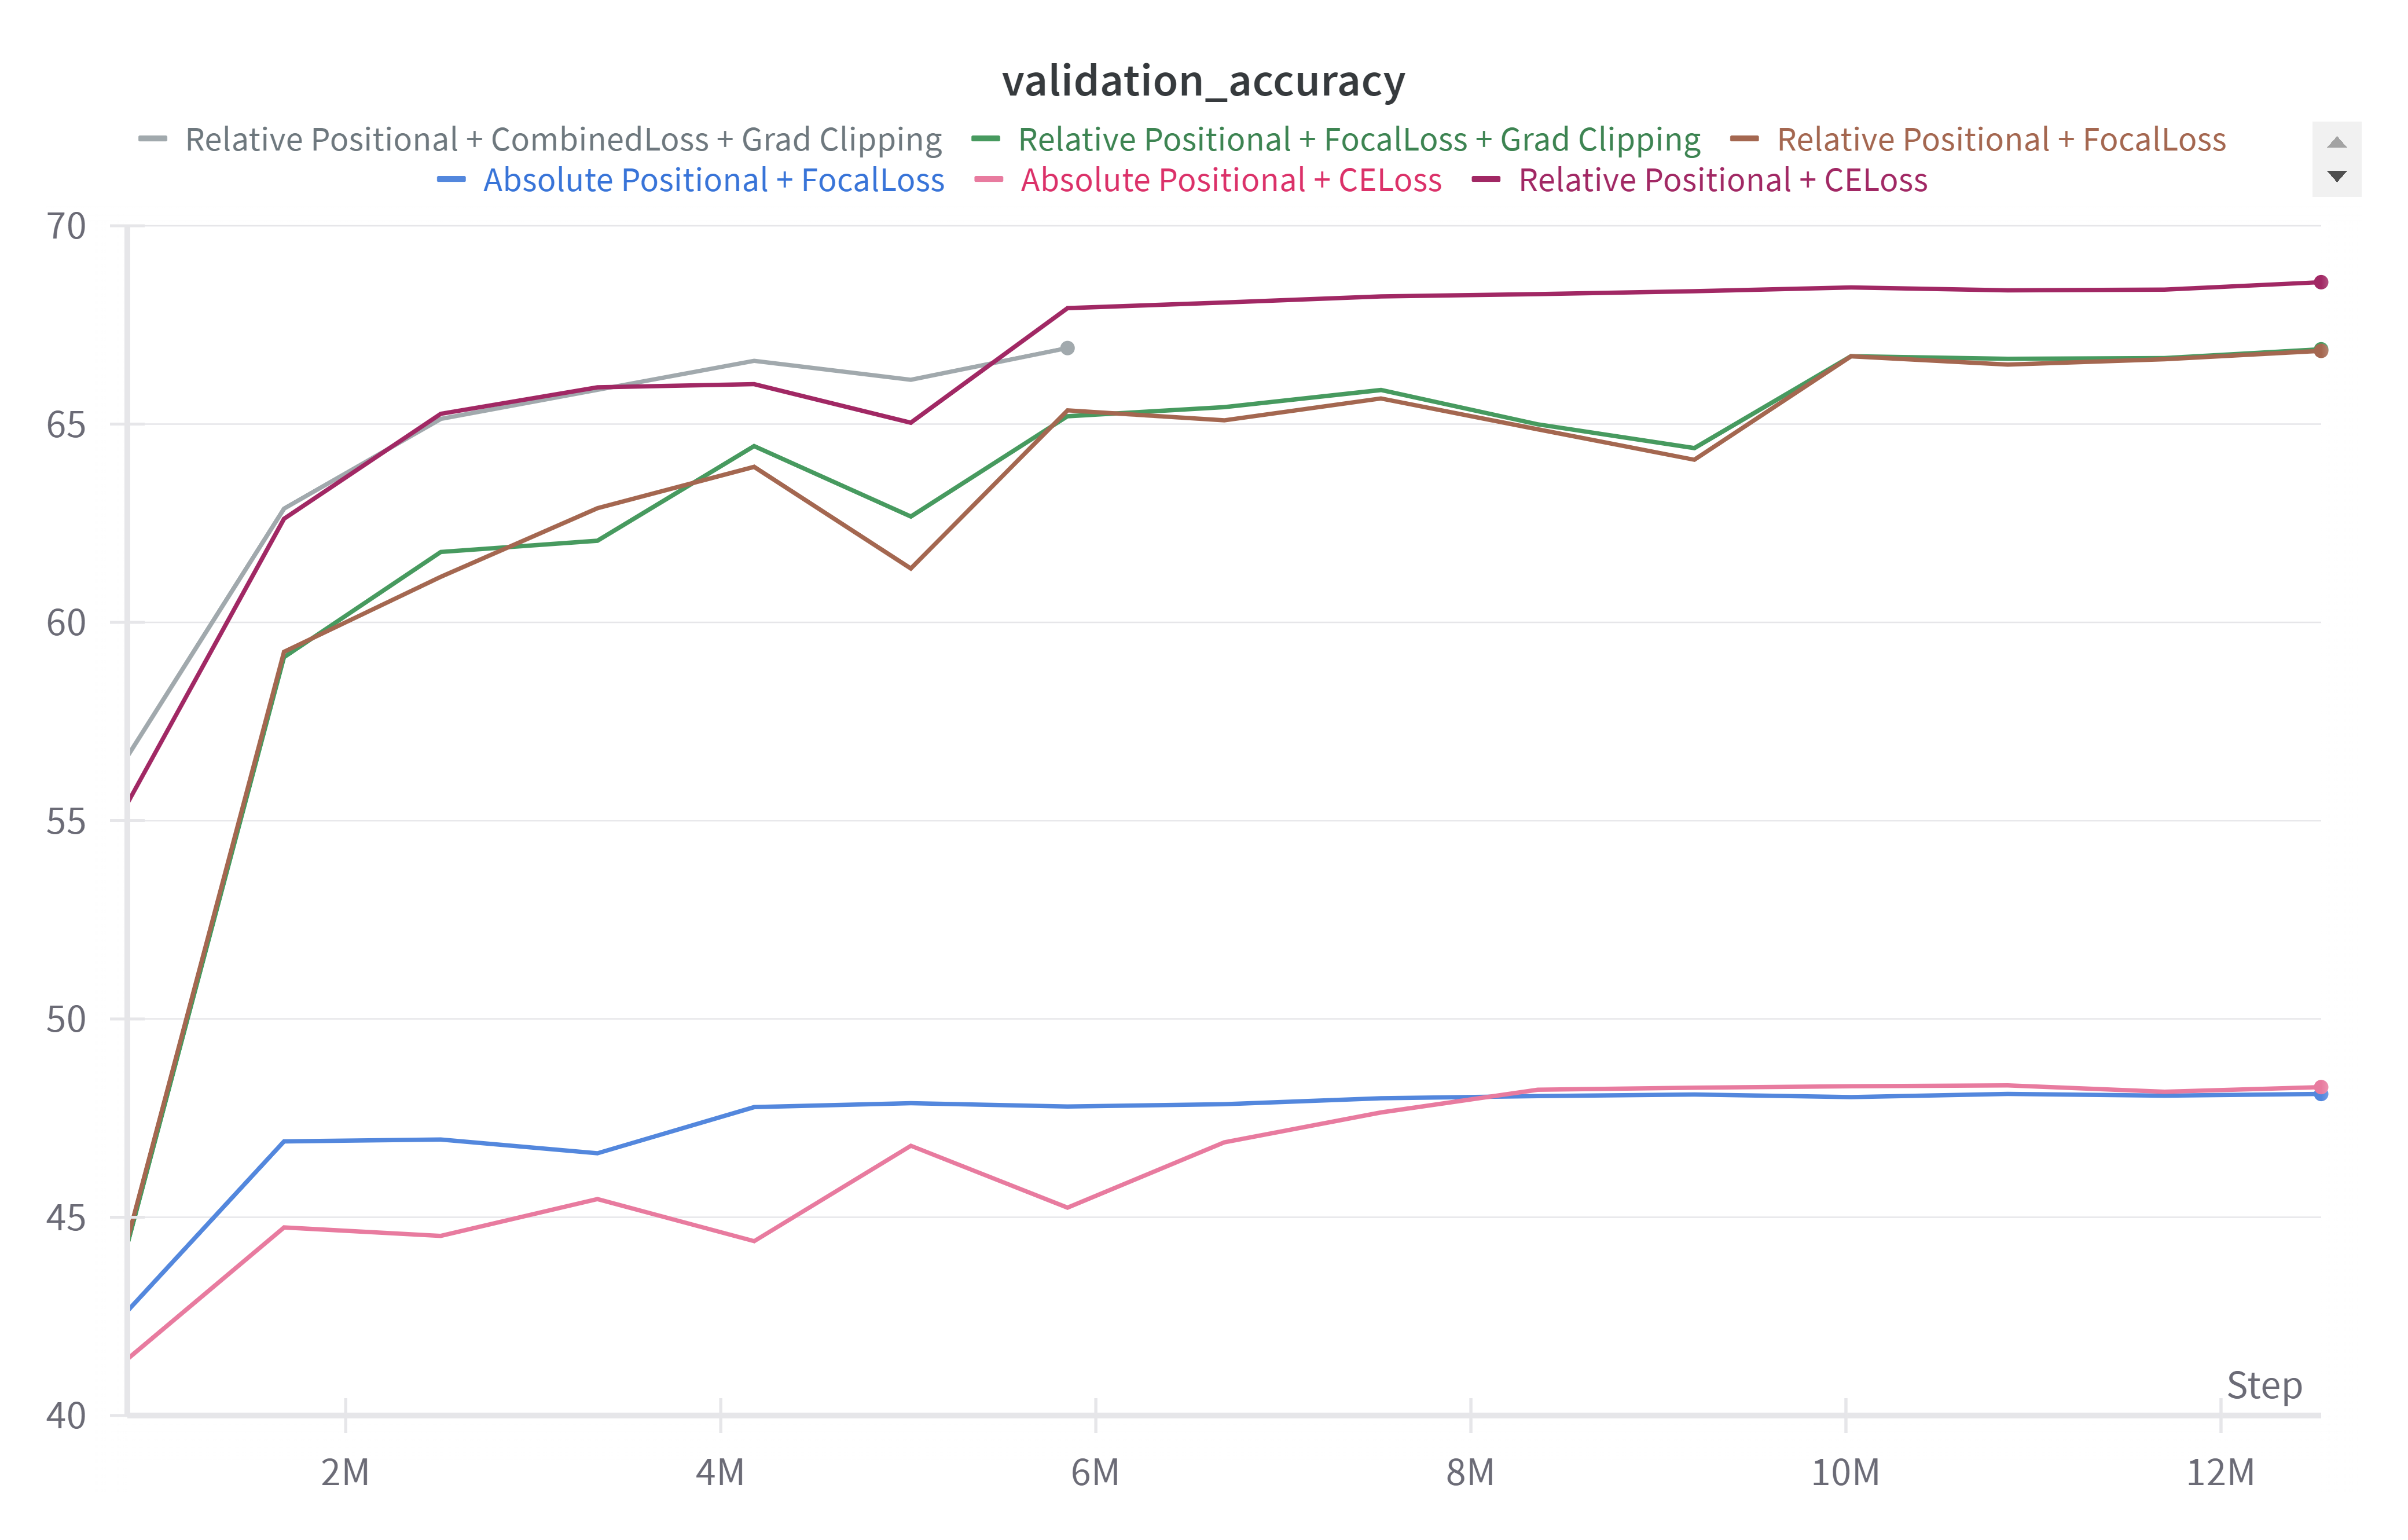 validation_accuracy
Relative Positional + CombinedLoss + Grad Clipping Relative Positional + FocalLoss + Grad Clipping Relative Positional + FocalLoss
Absolute Positional + FocalLoss Absolute Positional + CELoss Relative Positional + CELoss
70
65
60
55
50
45
40
Step
2M 4M 6M 8M 10M 12M